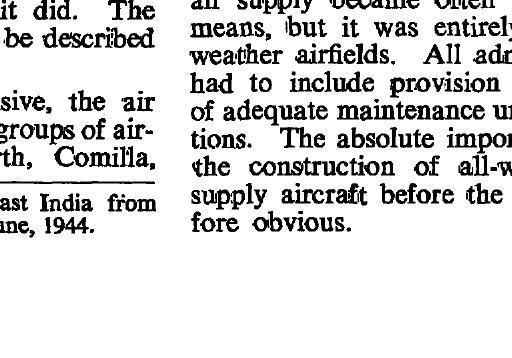 it did. The
be described
sive, the air
groups of air-
rth, Comilla,
ast India from
une, 1944.
air supply became often
means, but it was entirely
weather airfields. All adm
had to include provision
of adequate maintenance un
tions. The absolute impor
the construction of all-w
supply aircraft before the
fore obvious.